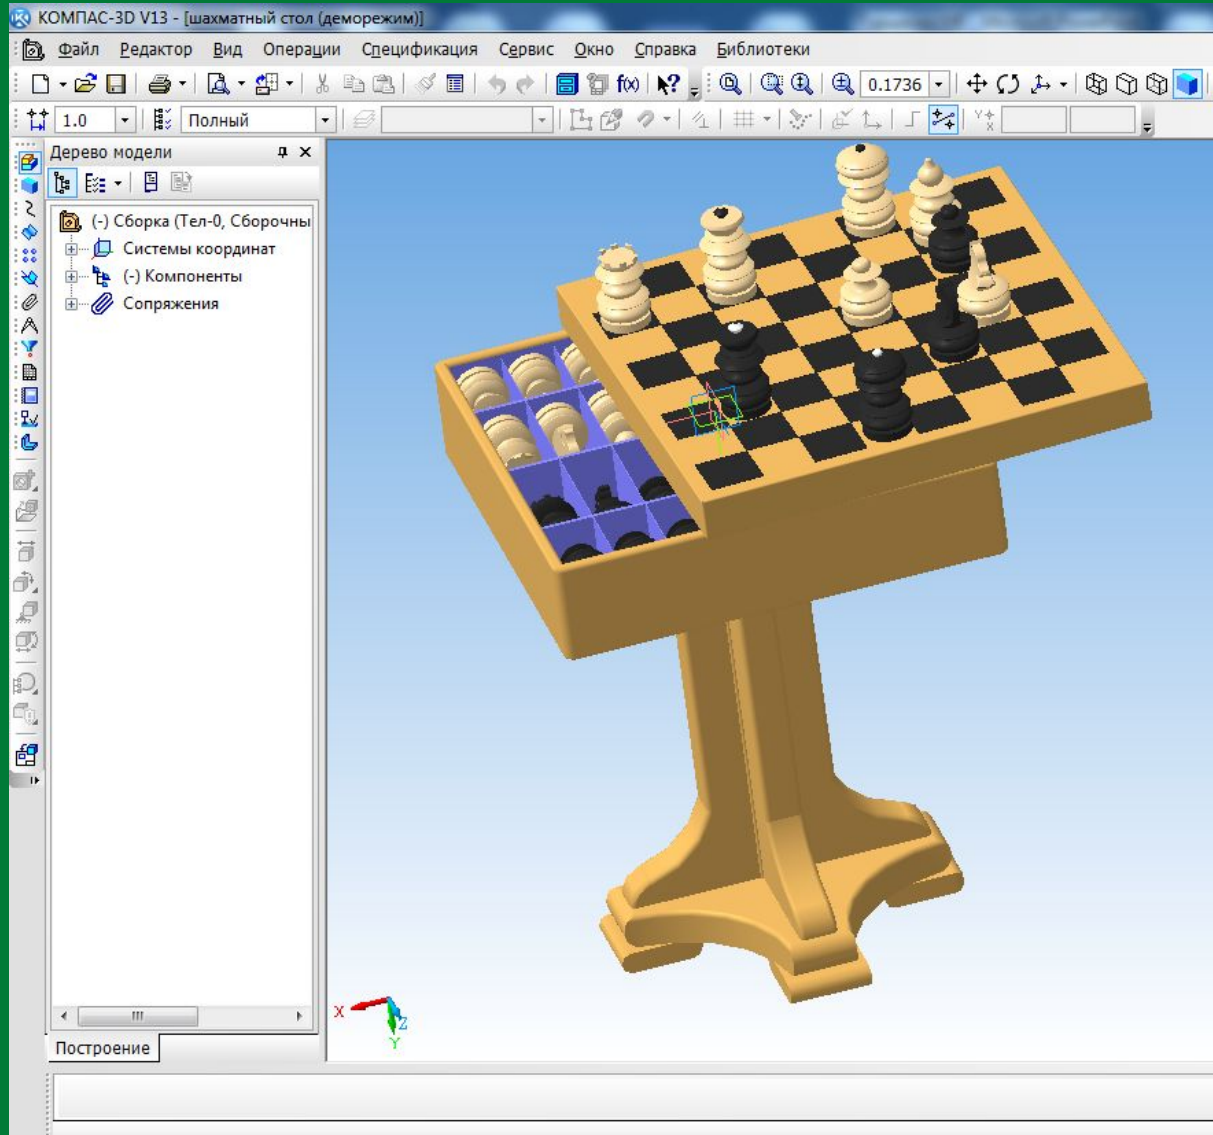 КОМПАС-3D V13 - [шахматный стол (деморежим)]
Файл Редактор Вид Операции Спецификация Сервис Окно Справка Библиотеки
f(x) 0.1736
1.0 Полный
Дерево модели
(-) Сборка (Тел-0, Сборочны
Системы координат
(-) Компоненты
Сопряжения
X
Z
Y
Построение